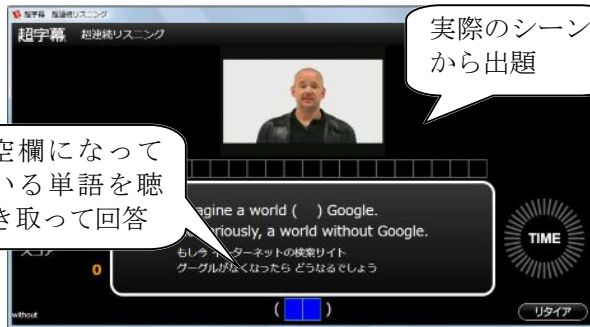 超字幕 超連続リスニング
超字幕 超連続リスニング
実際のシーン
から出題
空欄になって
いる単語を聴
き取って回答
agine a world ( ) Google.
riously, a world without Google.
もし今 インターネットの検索サイト
グーグルがなくなったら どうなるでしょう
スコア
0
TIME
( )
without
リタイア